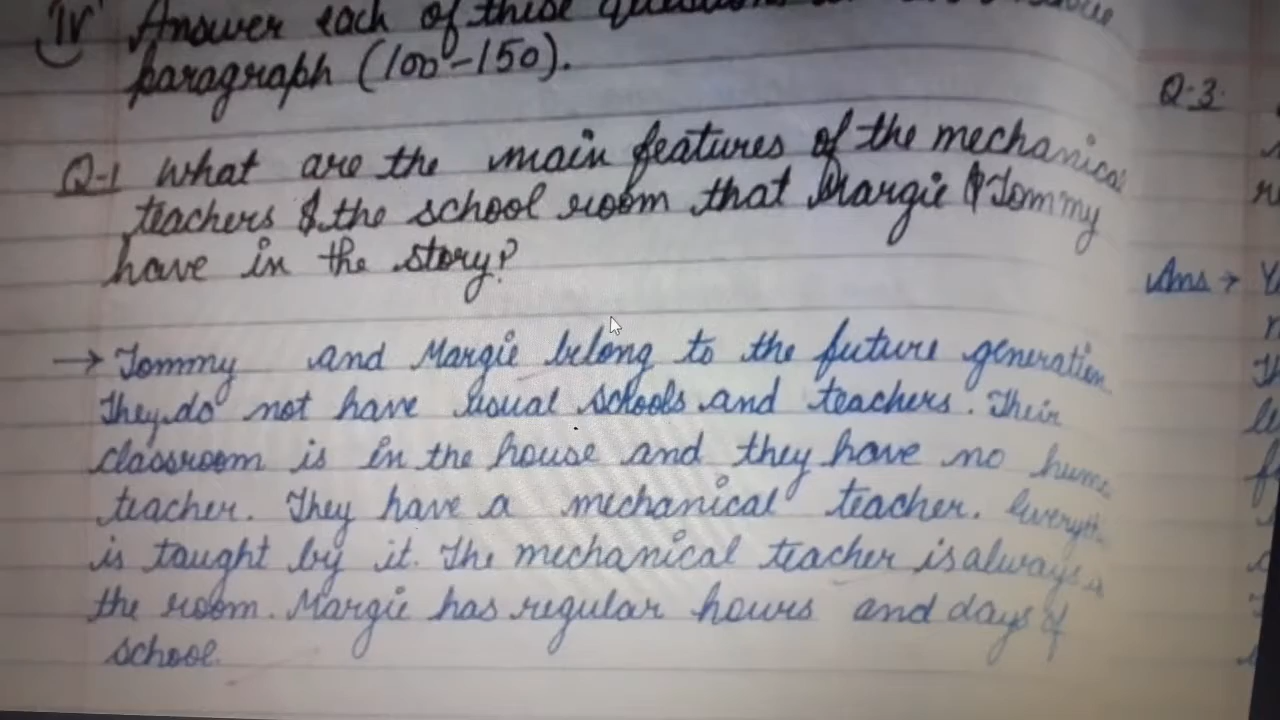 IV Answer each of these questions in
paragraph (100-150).
Q.3.
Q-1 What are the main features of the mechanical
teachers & the school room that Margie & Tommy
have in the story?
Ans →
→ Tommy and Margie belong to the future generation.
They do not have usual schools and teachers. Their
classroom is in the house and they have no
teacher. They have a mechanical teacher.
is taught by it. The mechanical teacher is always
the room. Margie has regular hours and days of
school.